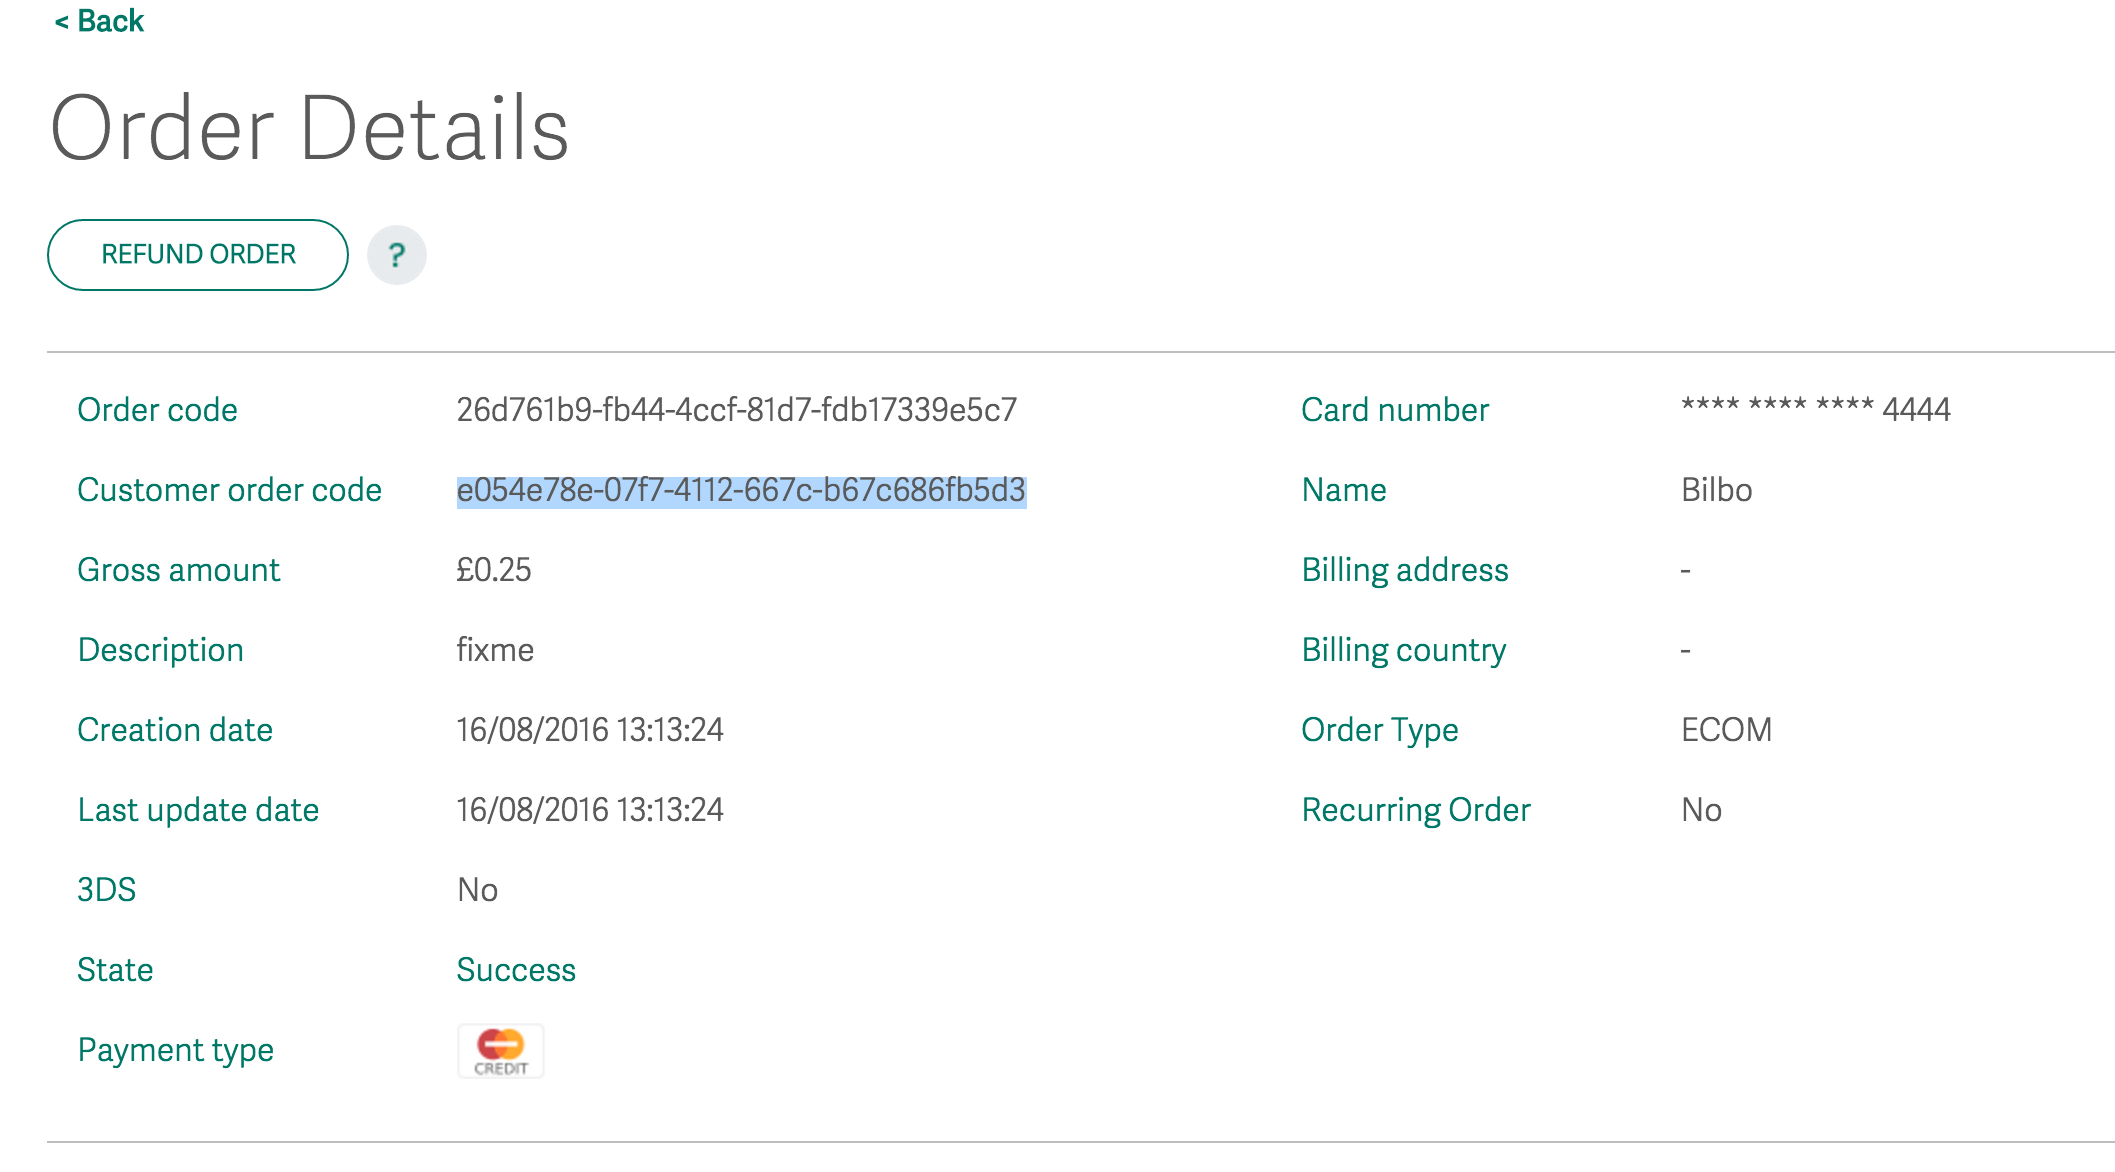 < Back
Order Details
REFUND ORDER ?
Order code 26d761b9-fb44-4ccf-81d7-fdb17339e5c7
Customer order code e054e78e-07f7-4112-667c-b67c686fb5d3
Gross amount £0.25
Description fixme
Creation date 16/08/2016 13:13:24
Last update date 16/08/2016 13:13:24
3DS No
State Success
Payment type CREDIT
Card number **** **** **** 4444
Name Bilbo
Billing address -
Billing country -
Order Type ECOM
Recurring Order No